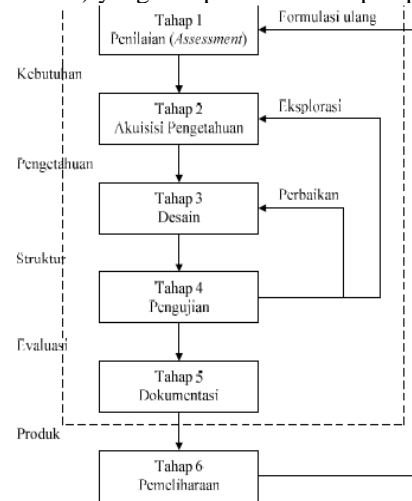 Tahap 1
Penilaian (Assessment)
Formulasi ulang
Kebutuhan
Tahap 2
Akuisisi Pengetahuan
Eksplorasi
Pengetahuan
Tahap 3
Desain
Perbaikan
Struktur
Tahap 4
Pengujian
Evaluasi
Tahap 5
Dokumentasi
Produk
Tahap 6
Pemeliharaan